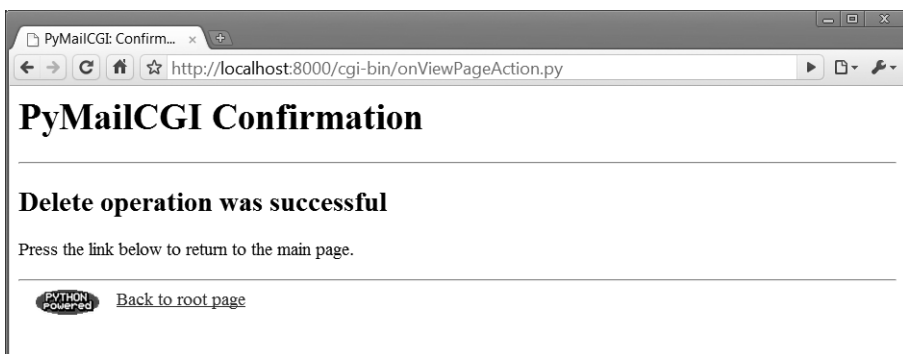 PyMailCGI: Confirm...
http://localhost:8000/cgi-bin/onViewPageAction.py
PyMailCGI Confirmation
Delete operation was successful
Press the link below to return to the main page.
PYTHON
Powered
Back to root page